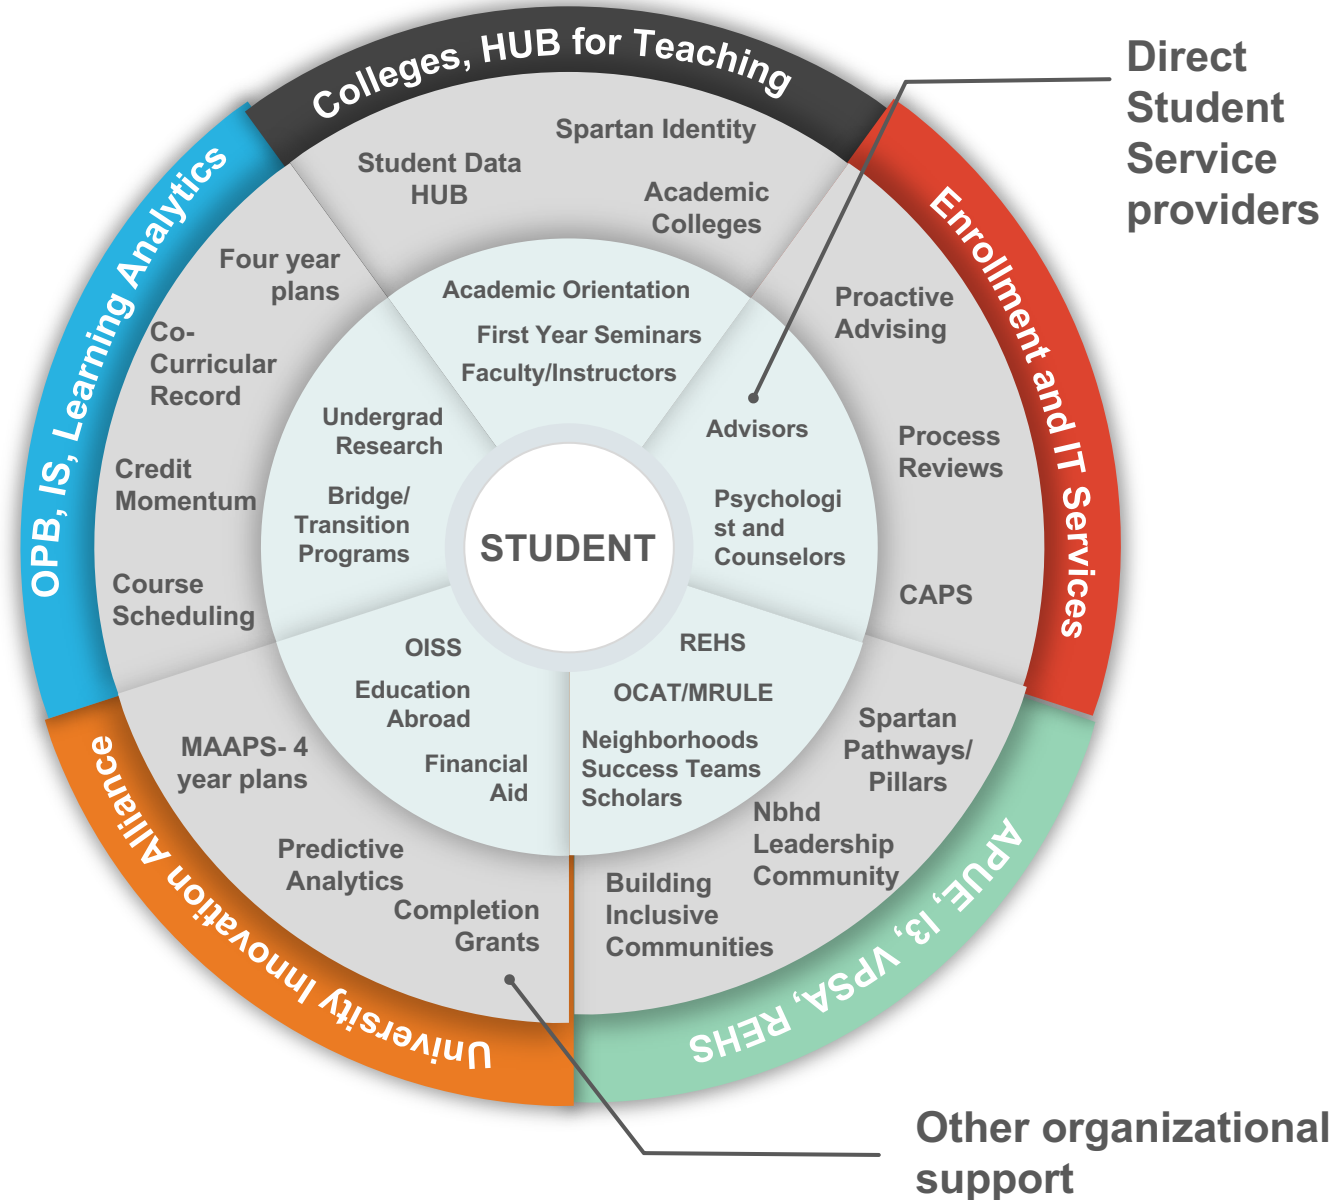 Colleges, HUB for Teaching
Direct
Student
Service
providers
Spartan Identity
Student Data
HUB
Academic
Colleges
Enrollment and IT Services
Proactive
Advising
Process
Reviews
CAPS
OPB, IS, Learning Analytics
Four year
plans
Co-
Curricular
Record
Credit
Momentum
Course
Scheduling
Academic Orientation
First Year Seminars
Faculty/Instructors
Undergrad
Research
Bridge/
Transition
Programs
Advisors
Psychologi
st and
Counselors
STUDENT
OISS
Education
Abroad
Financial
Aid
REHS
OCAT/MRULE
Neighborhoods
Success Teams
Scholars
MAAPS- 4
year plans
Predictive
Analytics
Completion
Grants
University Innovation Alliance
Spartan
Pathways/
Pillars
Nbhd
Leadership
Community
Building
Inclusive
Communities
APUE, I3, VPSA, REHS
Other organizational
support